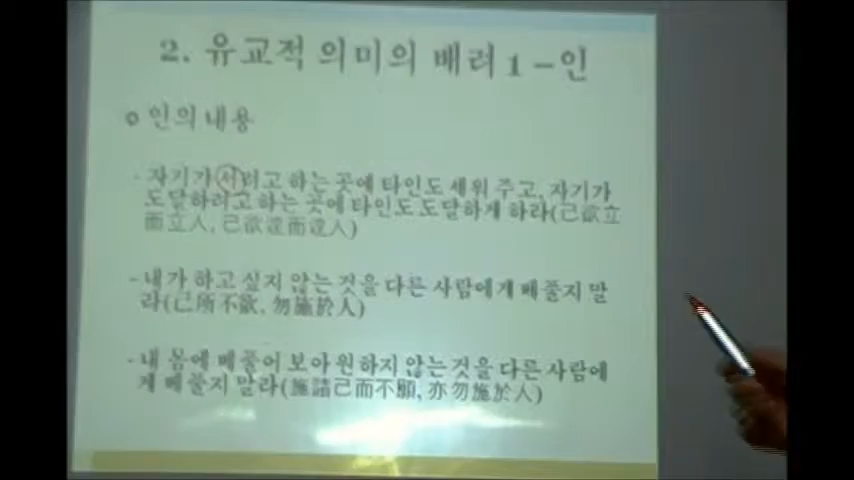 2. 유교적 의미의 배려 1 -인
인의 내용
- 자기가 서려고 하는 곳에 타인도 세워 주고, 자기가
도달하려고 하는 곳에 타인도 도달하게 하라(己欲立
而立人, 己欲達而達人)
- 내가 하고 싶지 않는 것을 다른 사람에게 베풀지 말
라(己所不欲, 勿施於人)
- 내 몸에 베풀어 보아 원하지 않는 것을 다른 사람에
게 베풀지 말라(施諸己而不願, 亦勿施於人)